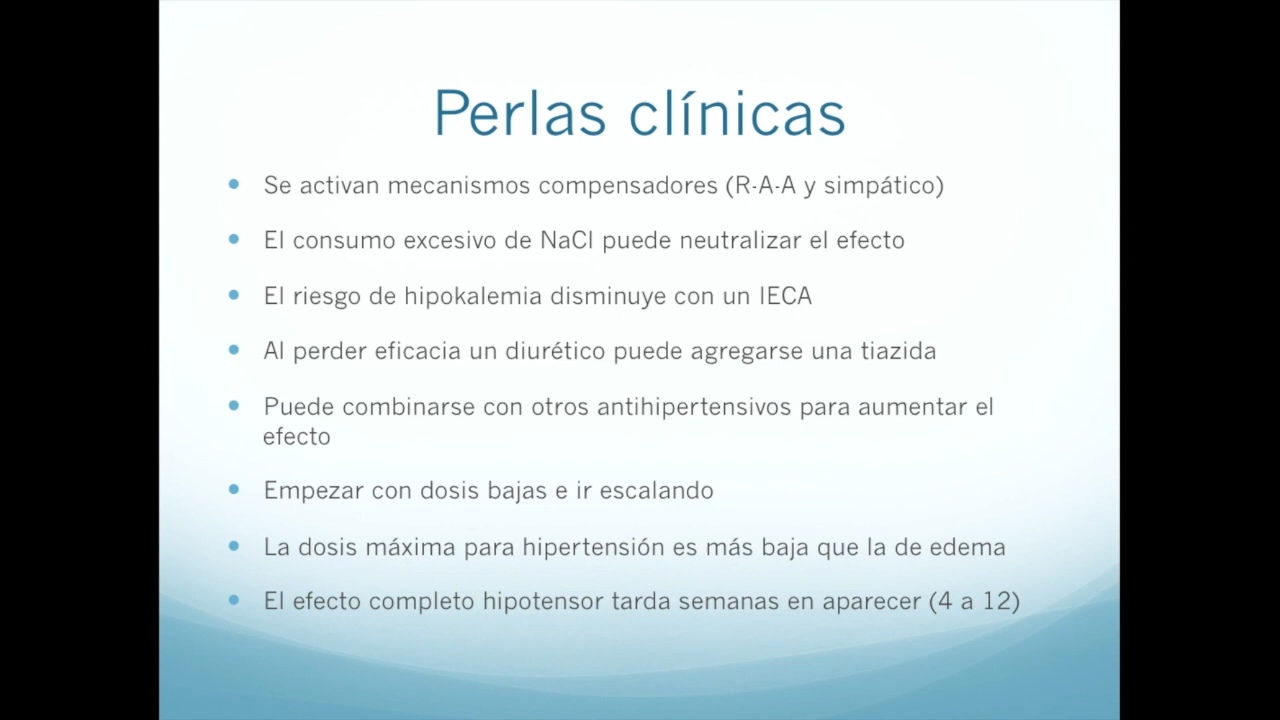 Perlas clínicas
• Se activan mecanismos compensadores (R-A-A y simpático)
• El consumo excesivo de NaCl puede neutralizar el efecto
• El riesgo de hipokalemia disminuye con un IECA
• Al perder eficacia un diurético puede agregarse una tiazida
• Puede combinarse con otros antihipertensivos para aumentar el
efecto
• Empezar con dosis bajas e ir escalando
• La dosis máxima para hipertensión es más baja que la de edema
• El efecto completo hipotensor tarda semanas en aparecer (4 a 12)